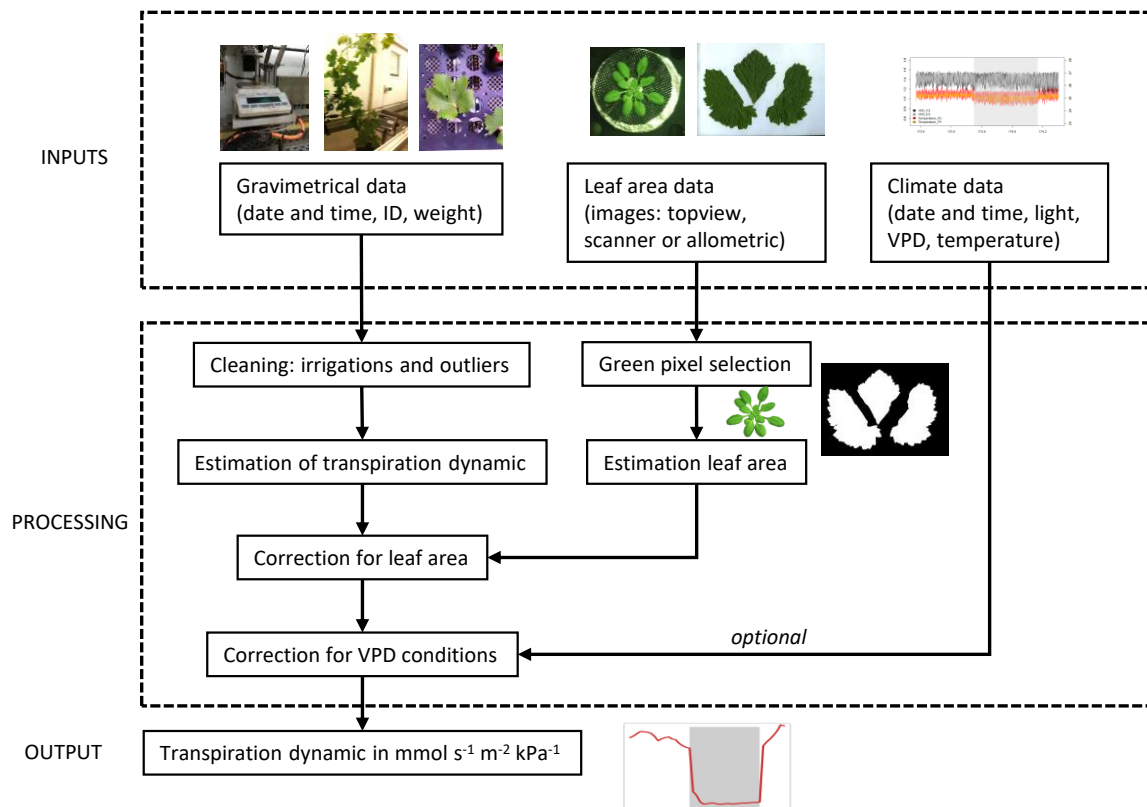 INPUTS
Gravimetrical data
(date and time, ID, weight)
Leaf area data
(images: topview,
scanner or allometric)
Climate data
(date and time, light,
VPD, temperature)
PROCESSING
Cleaning: irrigations and outliers
Green pixel selection
Estimation of transpiration dynamic
Estimation leaf area
Correction for leaf area
optional
Correction for VPD conditions
OUTPUT
Transpiration dynamic in mmol s⁻¹ m⁻² kPa⁻¹